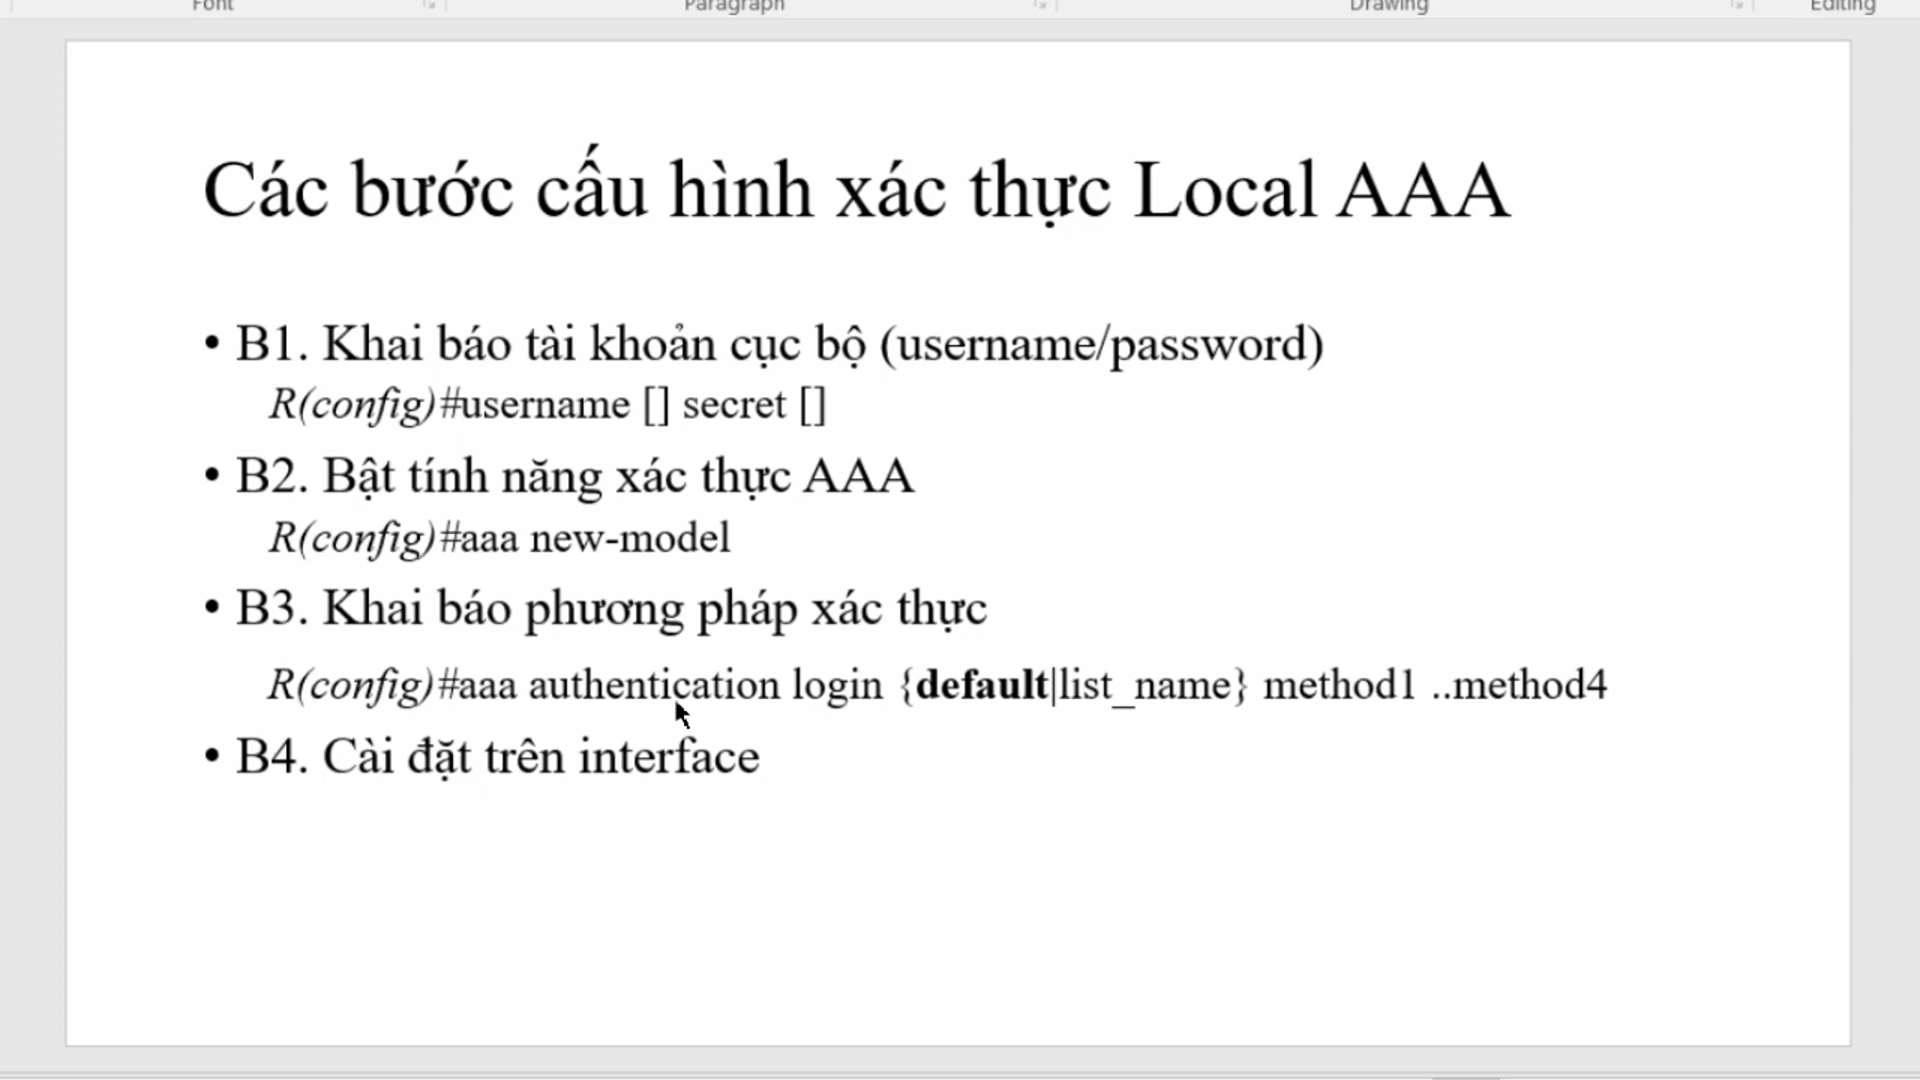 Font Paragraph Drawing Editing
Các bước cấu hình xác thực Local AAA
• B1. Khai báo tài khoản cục bộ (username/password)
R(config)#username [] secret []
• B2. Bật tính năng xác thực AAA
R(config)#aaa new-model
• B3. Khai báo phương pháp xác thực
R(config)#aaa authentication login {default|list_name} method1 ..method4
• B4. Cài đặt trên interface